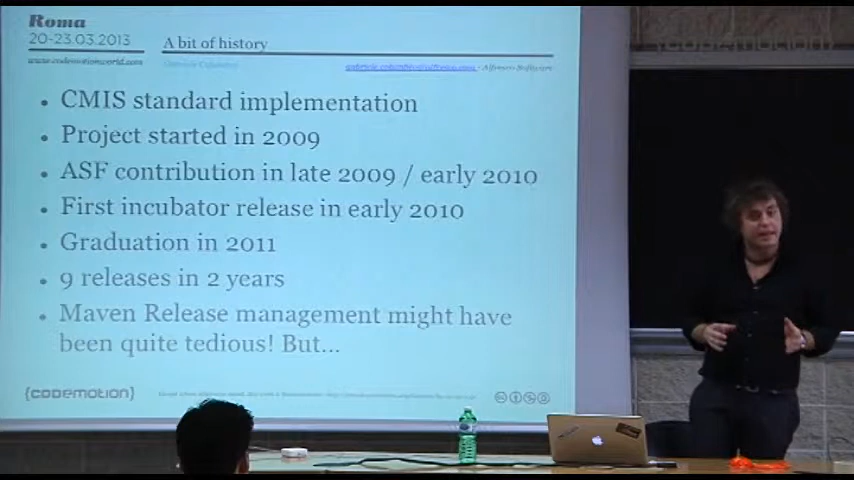 Roma
20-23.03.2013
www.codemotionworld.com
A bit of history
gabriele.columbro@alfresco.com - Alfresco Software
CMIS standard implementation
Project started in 2009
ASF contribution in late 2009 / early 2010
First incubator release in early 2010
Graduation in 2011
9 releases in 2 years
Maven Release management might have
been quite tedious! But...
{CODEMOTION}
{CODEMOTION}